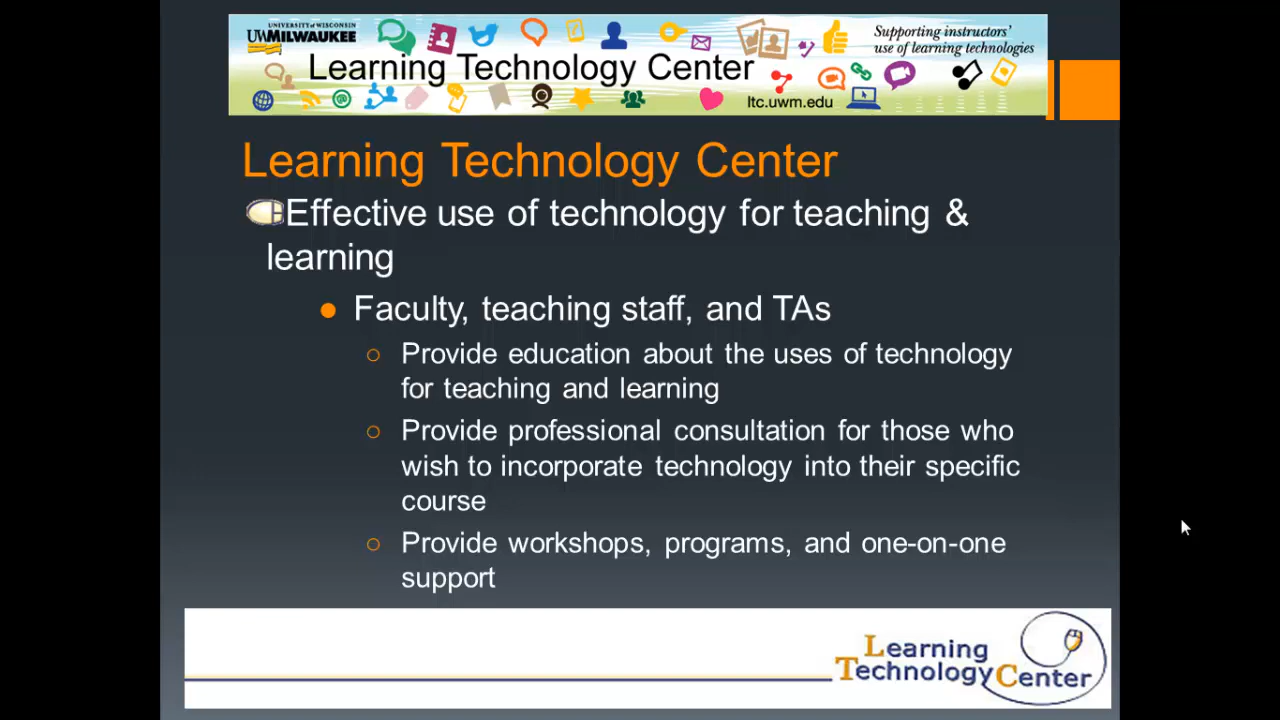 UNIVERSITY of WISCONSIN
UWMILWAUKEE
Supporting instructors'
use of learning technologies
Learning Technology Center
ltc.uwm.edu
Learning Technology Center
Effective use of technology for teaching &
learning
Faculty, teaching staff, and TAs
Provide education about the uses of technology
for teaching and learning
Provide professional consultation for those who
wish to incorporate technology into their specific
course
Provide workshops, programs, and one-on-one
support
Learning
TechnologyCenter